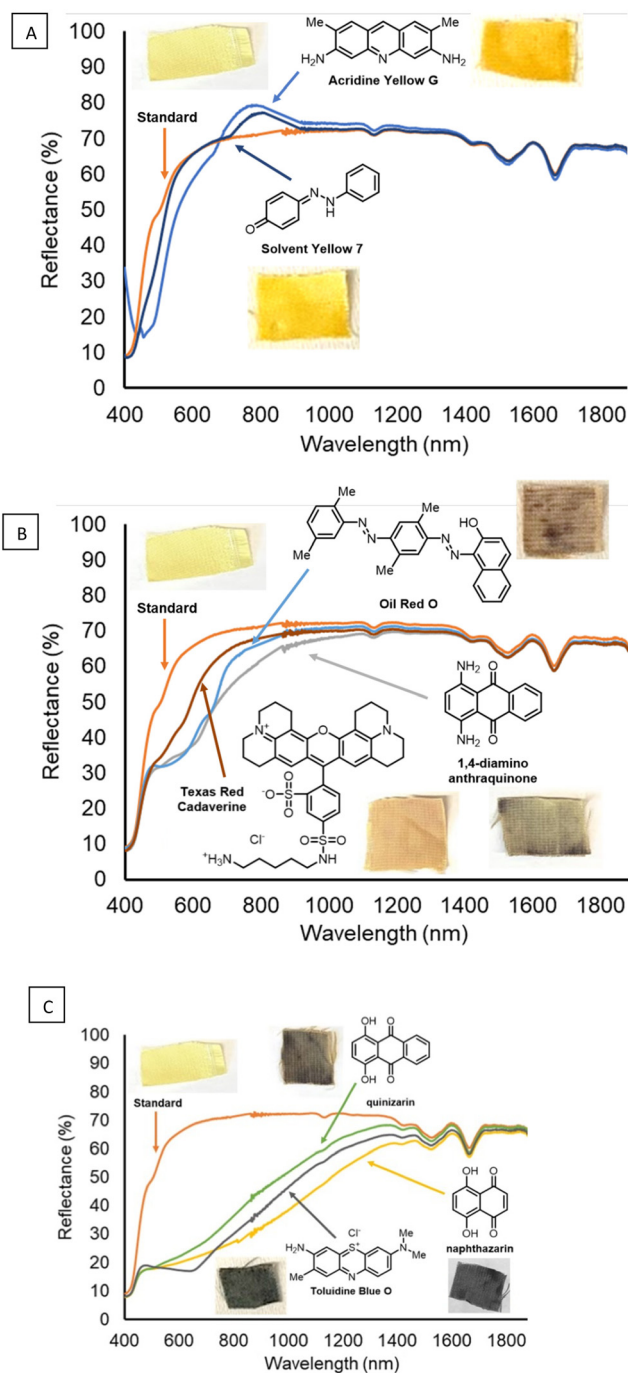 A
Reflectance (%)
100
90
80
70
60
50
40
30
20
10
0
400
600
800
1000
1200
1400
1600
1800
Wavelength (nm)
Standard
Me
Me
H₂N
N
NH₂
Acridine Yellow G
N
N
H
O
Solvent Yellow 7
B
Reflectance (%)
100
90
80
70
60
50
40
30
20
10
0
400
600
800
1000
1200
1400
1600
1800
Wavelength (nm)
Standard
Me
Me
N
N
Me
Me
N
N
HO
Oil Red O
NH₂
O
O
NH₂
1,4-diamino
anthraquinone
N⁺
O
N
Texas Red
Cadaverine
⁻O
O
S
O
O=S=O
NH
Cl⁻
⁺H₃N
C
Reflectance (%)
100
90
80
70
60
50
40
30
20
10
0
400
600
800
1000
1200
1400
1600
1800
Wavelength (nm)
Standard
OH
O
OH
O
quinizarin
OH
O
OH
O
naphthazarin
Cl⁻
H₂N
S⁺
N
Me
Me
Me
N
Toluidine Blue O